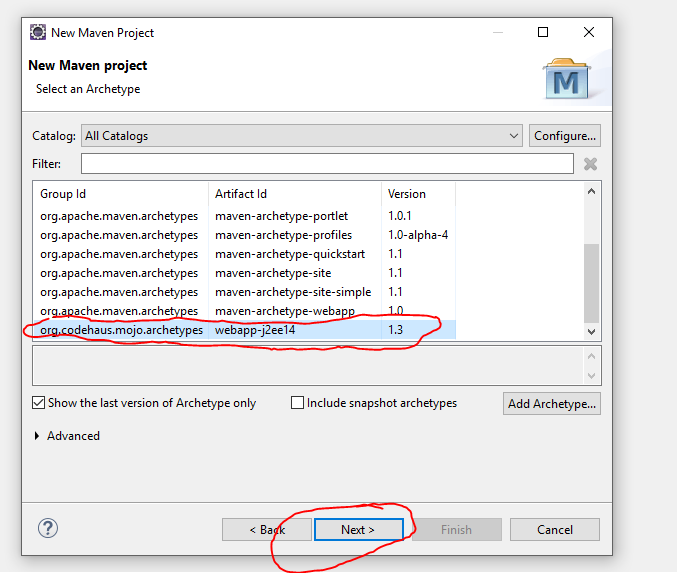 New Maven Project
New Maven project
Select an Archetype
M
Catalog: All Catalogs Configure...
Filter:
Group Id Artifact Id Version
org.apache.maven.archetypes maven-archetype-portlet 1.0.1
org.apache.maven.archetypes maven-archetype-profiles 1.0-alpha-4
org.apache.maven.archetypes maven-archetype-quickstart 1.1
org.apache.maven.archetypes maven-archetype-site 1.1
org.apache.maven.archetypes maven-archetype-site-simple 1.1
org.apache.maven.archetypes maven-archetype-webapp 1.0
org.codehaus.mojo.archetypes webapp-j2ee14 1.3
Show the last version of Archetype only Include snapshot archetypes Add Archetype...
Advanced
? < Back Next > Finish Cancel